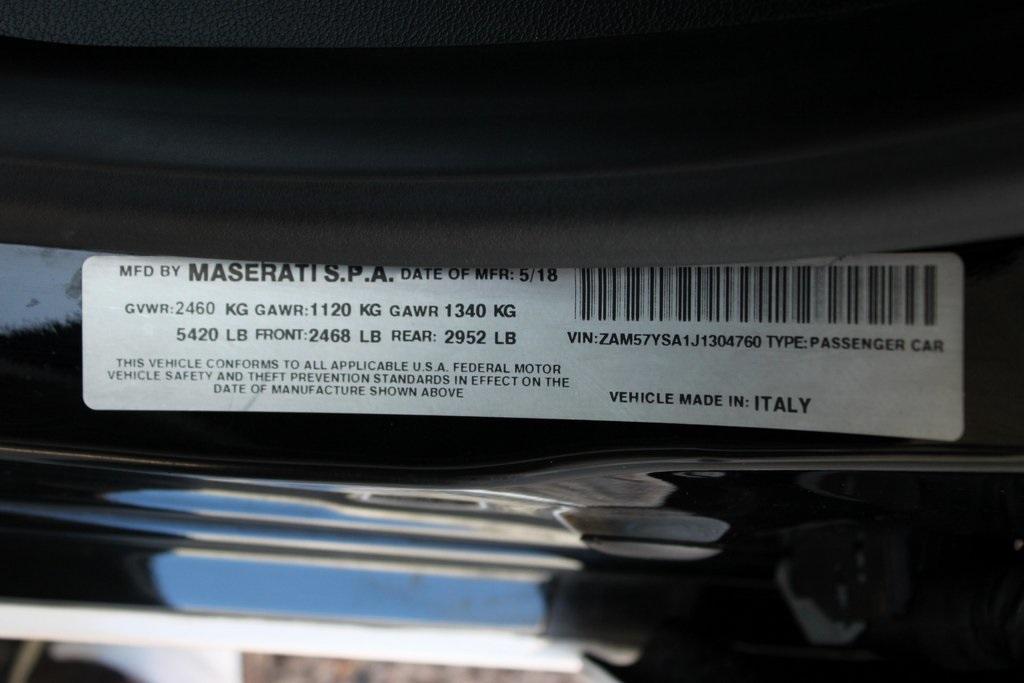 MFD BY MASERATI S.P.A. DATE OF MFR: 5/18
GVWR:2460 KG GAWR:1120 KG GAWR 1340 KG
5420 LB FRONT:2468 LB REAR: 2952 LB
THIS VEHICLE CONFORMS TO ALL APPLICABLE U.S.A. FEDERAL MOTOR
VEHICLE SAFETY AND THEFT PREVENTION STANDARDS IN EFFECT ON THE
DATE OF MANUFACTURE SHOWN ABOVE
VIN:ZAM57YSA1J1304760 TYPE:PASSENGER CAR
VEHICLE MADE IN: ITALY